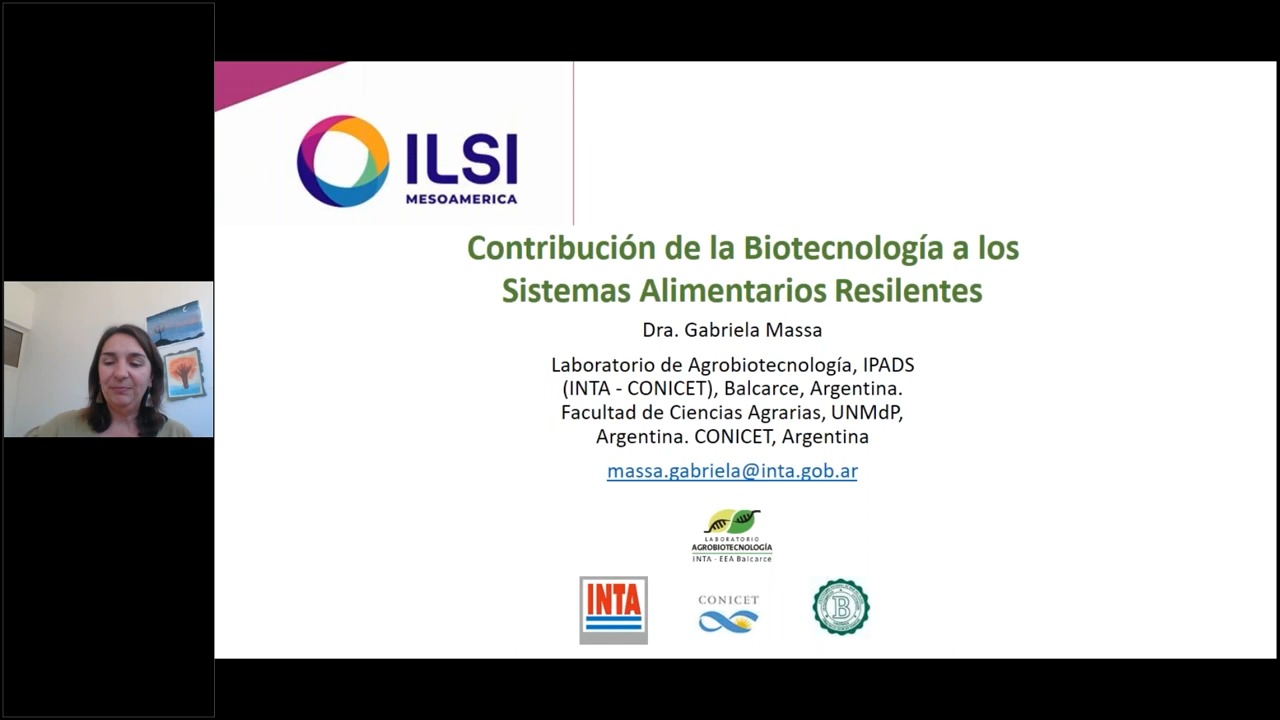 ILSI
MESOAMERICA
Contribución de la Biotecnología a los
Sistemas Alimentarios Resilentes
Dra. Gabriela Massa
Laboratorio de Agrobiotecnología, IPADS
(INTA - CONICET), Balcarce, Argentina.
Facultad de Ciencias Agrarias, UNMdP,
Argentina. CONICET, Argentina
massa.gabriela@inta.gob.ar
LABORATORIO
AGROBIOTECNOLOGÍA
INTA - EEA Balcarce
INTA
CONICET
B